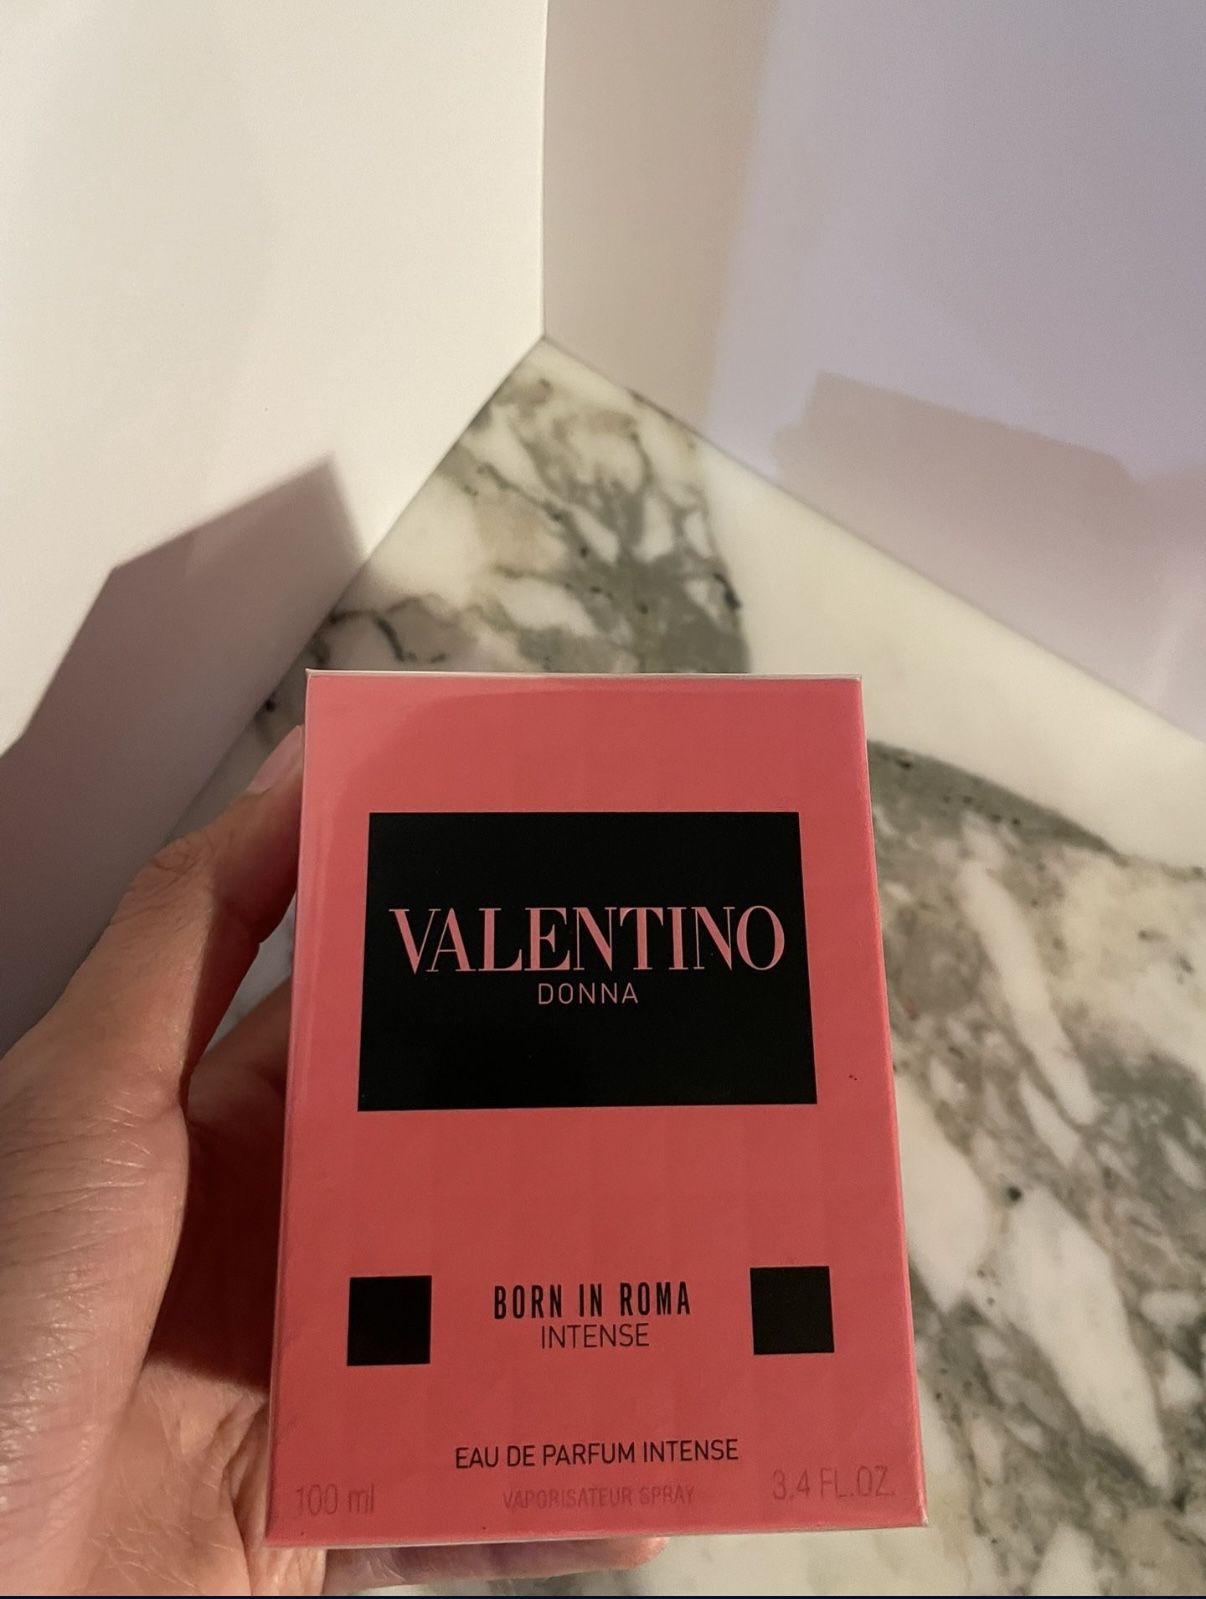 VALENTINO
DONNA
BORN IN ROMA
INTENSE
EAU DE PARFUM INTENSE
100 ml VAPORISATEUR SPRAY 3.4 FL.OZ.